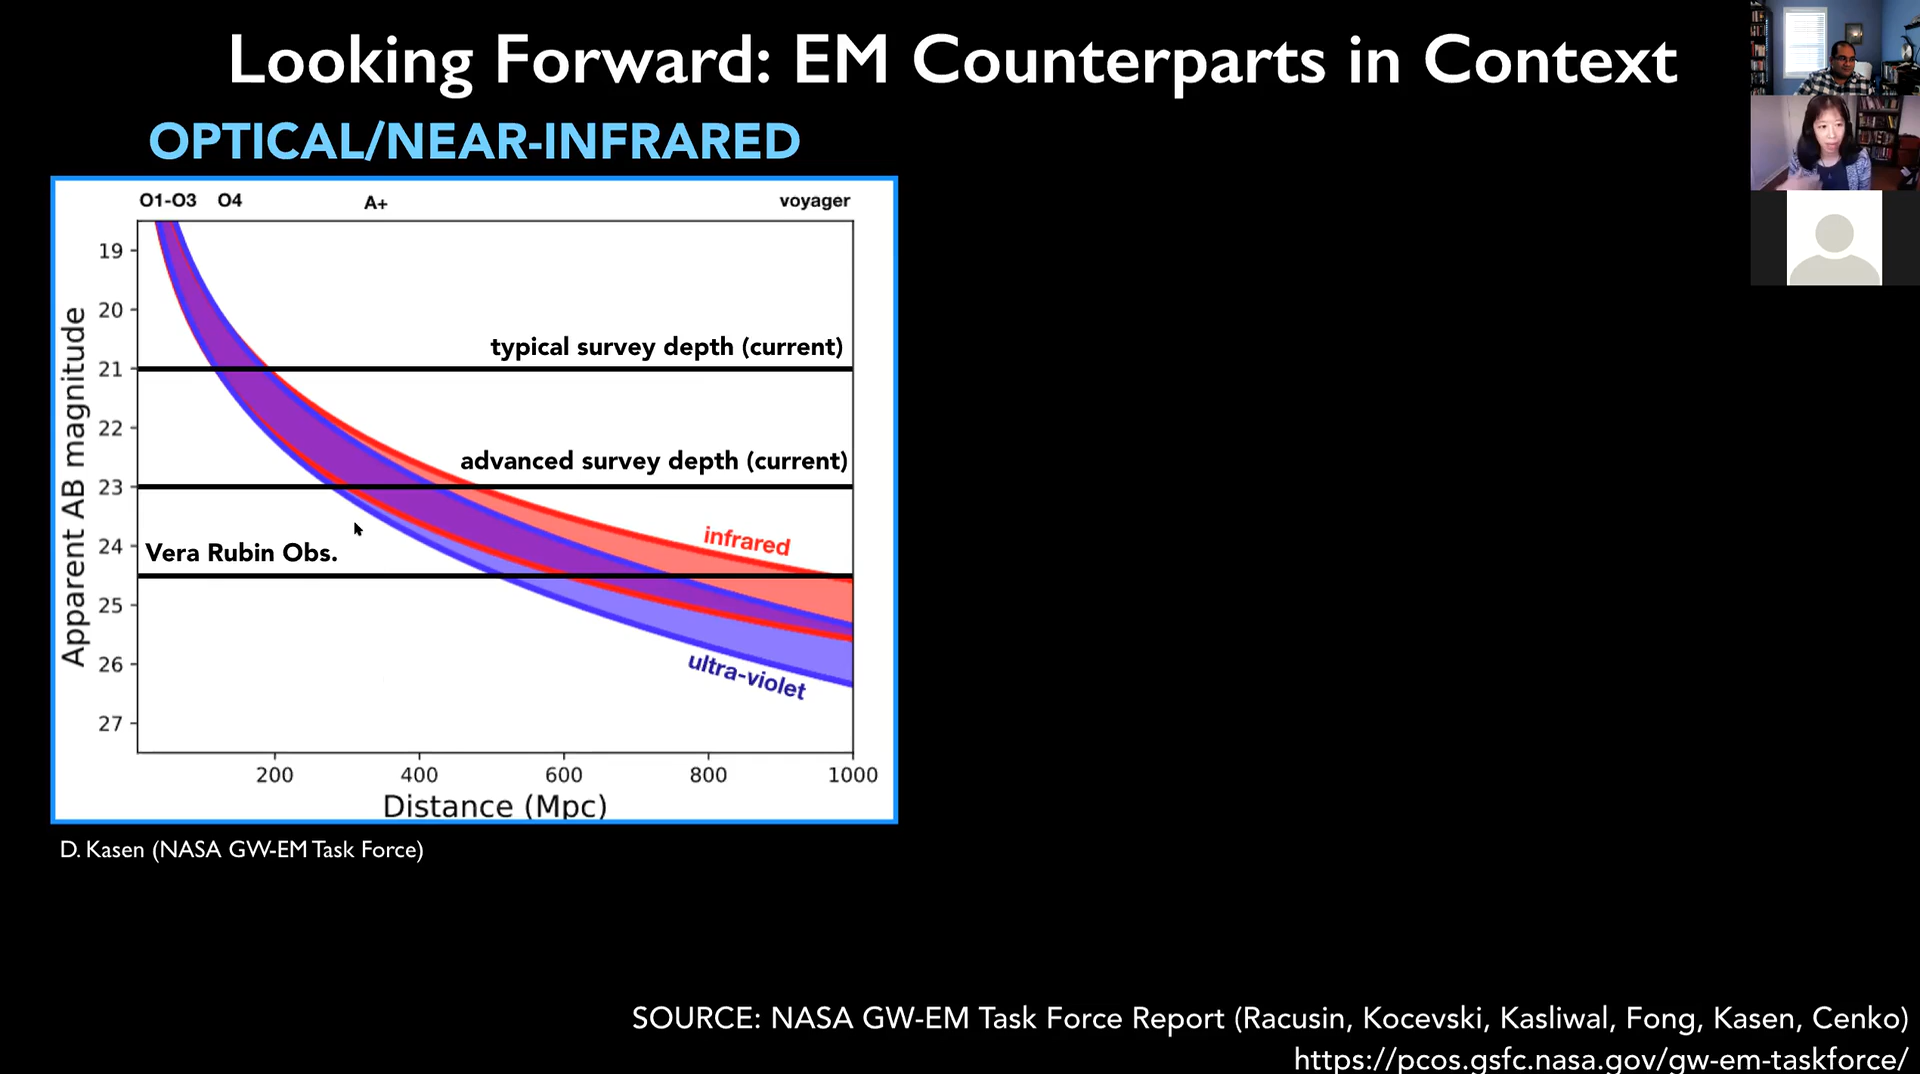 Looking Forward: EM Counterparts in Context
OPTICAL/NEAR-INFRARED
O1-O3 O4 A+ voyager
19
20
21
22
23
24
25
26
27
Apparent AB magnitude
typical survey depth (current)
advanced survey depth (current)
Vera Rubin Obs.
infrared
ultra-violet
200 400 600 800 1000
Distance (Mpc)
D. Kasen (NASA GW-EM Task Force)
SOURCE: NASA GW-EM Task Force Report (Racusin, Kocevski, Kasliwal, Fong, Kasen, Cenko)
https://pcos.gsfc.nasa.gov/gw-em-taskforce/